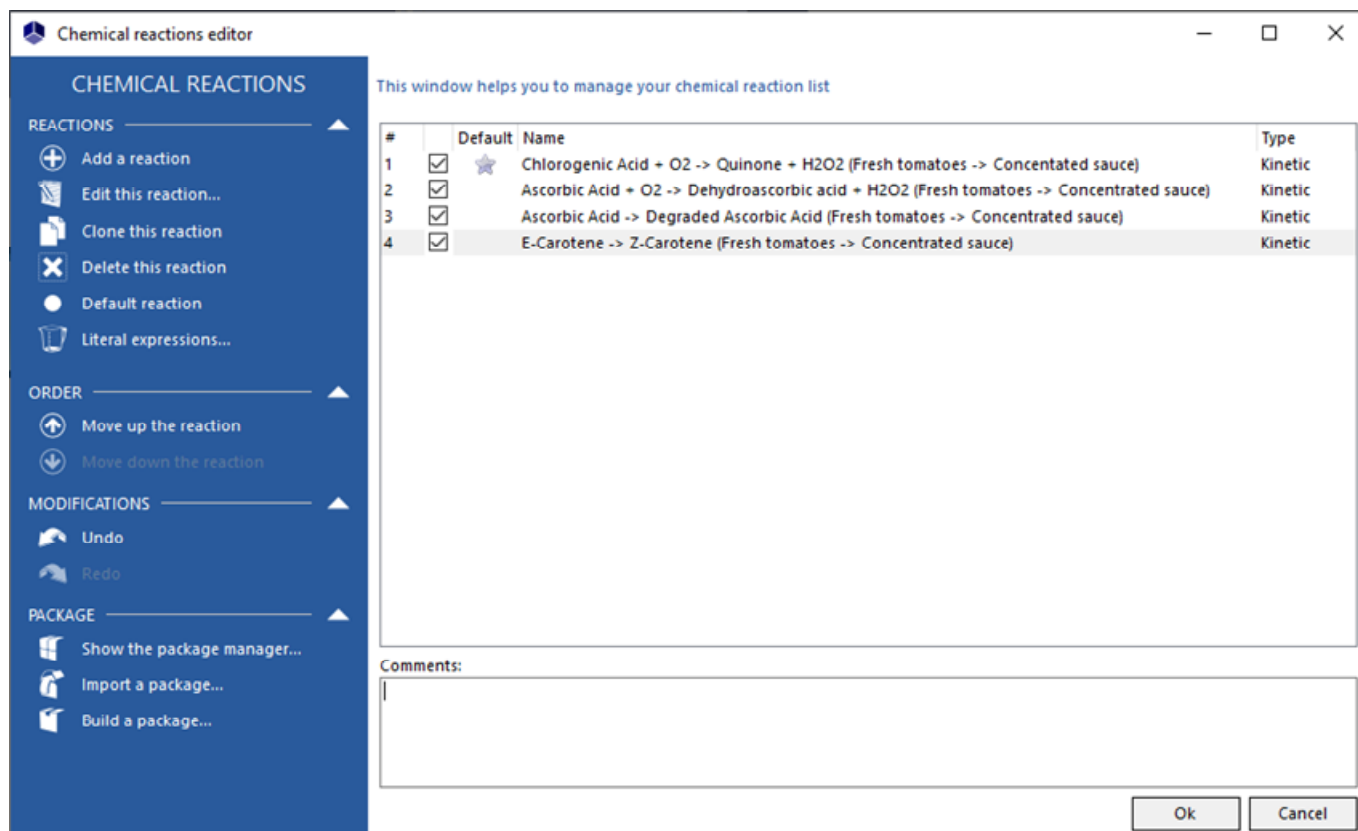 Chemical reactions editor
CHEMICAL REACTIONS
REACTIONS
Add a reaction
Edit this reaction...
Clone this reaction
Delete this reaction
Default reaction
Literal expressions...
ORDER
Move up the reaction
Move down the reaction
MODIFICATIONS
Undo
Redo
PACKAGE
Show the package manager...
Import a package...
Build a package...
This window helps you to manage your chemical reaction list
# Default Name Type
1 Chlorogenic Acid + O2 -> Quinone + H2O2 (Fresh tomatoes -> Concentated sauce) Kinetic
2 Ascorbic Acid + O2 -> Dehydroascorbic acid + H2O2 (Fresh tomatoes -> Concentrated sauce) Kinetic
3 Ascorbic Acid -> Degraded Ascorbic Acid (Fresh tomatoes -> Concentrated sauce) Kinetic
4 E-Carotene -> Z-Carotene (Fresh tomatoes -> Concentrated sauce) Kinetic
Comments:
Ok Cancel